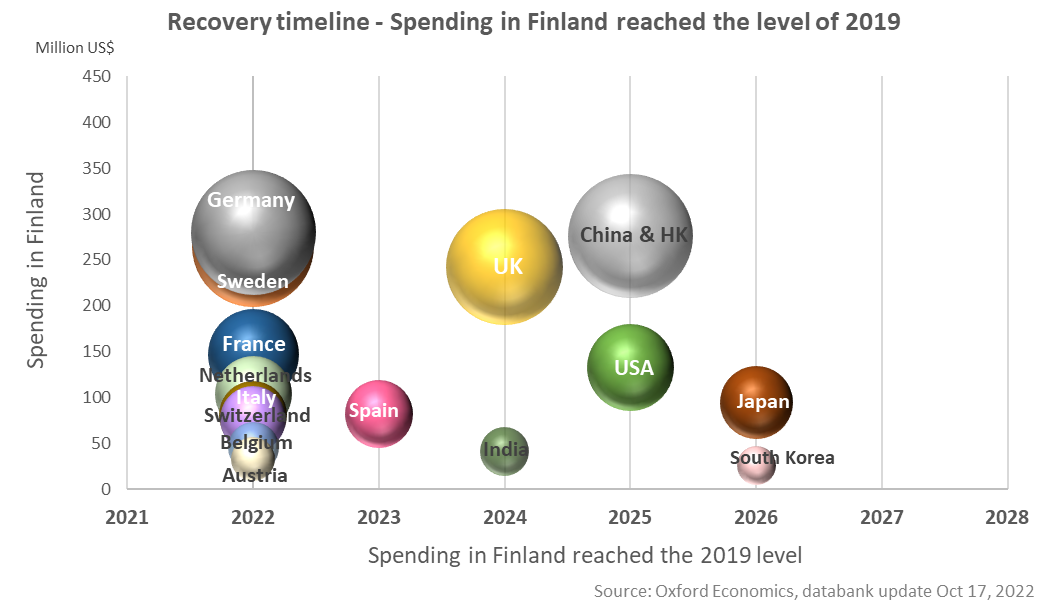 Recovery timeline - Spending in Finland reached the level of 2019
Million US$
450
400
350
300
250
200
150
100
50
0
Spending in Finland
Germany
Sweden
France
Netherlands
Italy
Switzerland
Belgium
Austria
Spain
UK
India
China & HK
USA
Japan
South Korea
2021 2022 2023 2024 2025 2026 2027 2028
Spending in Finland reached the 2019 level
Source: Oxford Economics, databank update Oct 17, 2022